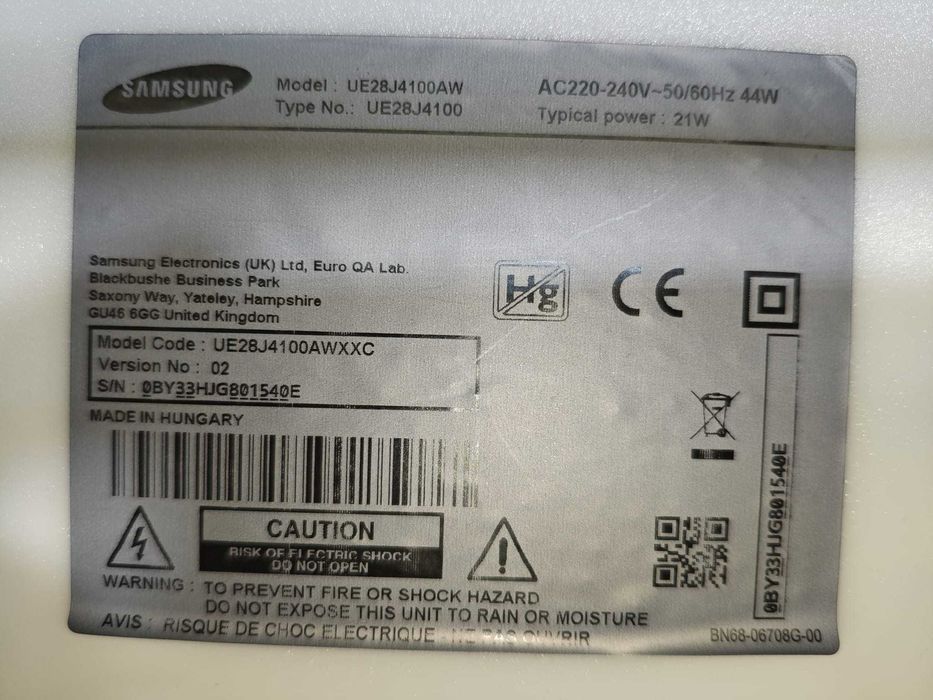 SAMSUNG
Model : UE28J4100AW
Type No.: UE28J4100
AC220-240V~50/60Hz 44W
Typical power : 21W
Samsung Electronics (UK) Ltd, Euro QA Lab.
Blackbushe Business Park
Saxony Way, Yateley, Hampshire
GU46 6GG United Kingdom
Hg
CE
Model Code : UE28J4100AWXXC
Version No : 02
S/N : 0BY33HJG801540E
MADE IN HUNGARY
0BY33HJG801540E
CAUTION
RISK OF ELECTRIC SHOCK
DO NOT OPEN
WARNING : TO PREVENT FIRE OR SHOCK HAZARD
DO NOT EXPOSE THIS UNIT TO RAIN OR MOISTURE
AVIS : RISQUE DE CHOC ELECTRIQUE - NE PAS OUVRIR
BN68-06708G-00